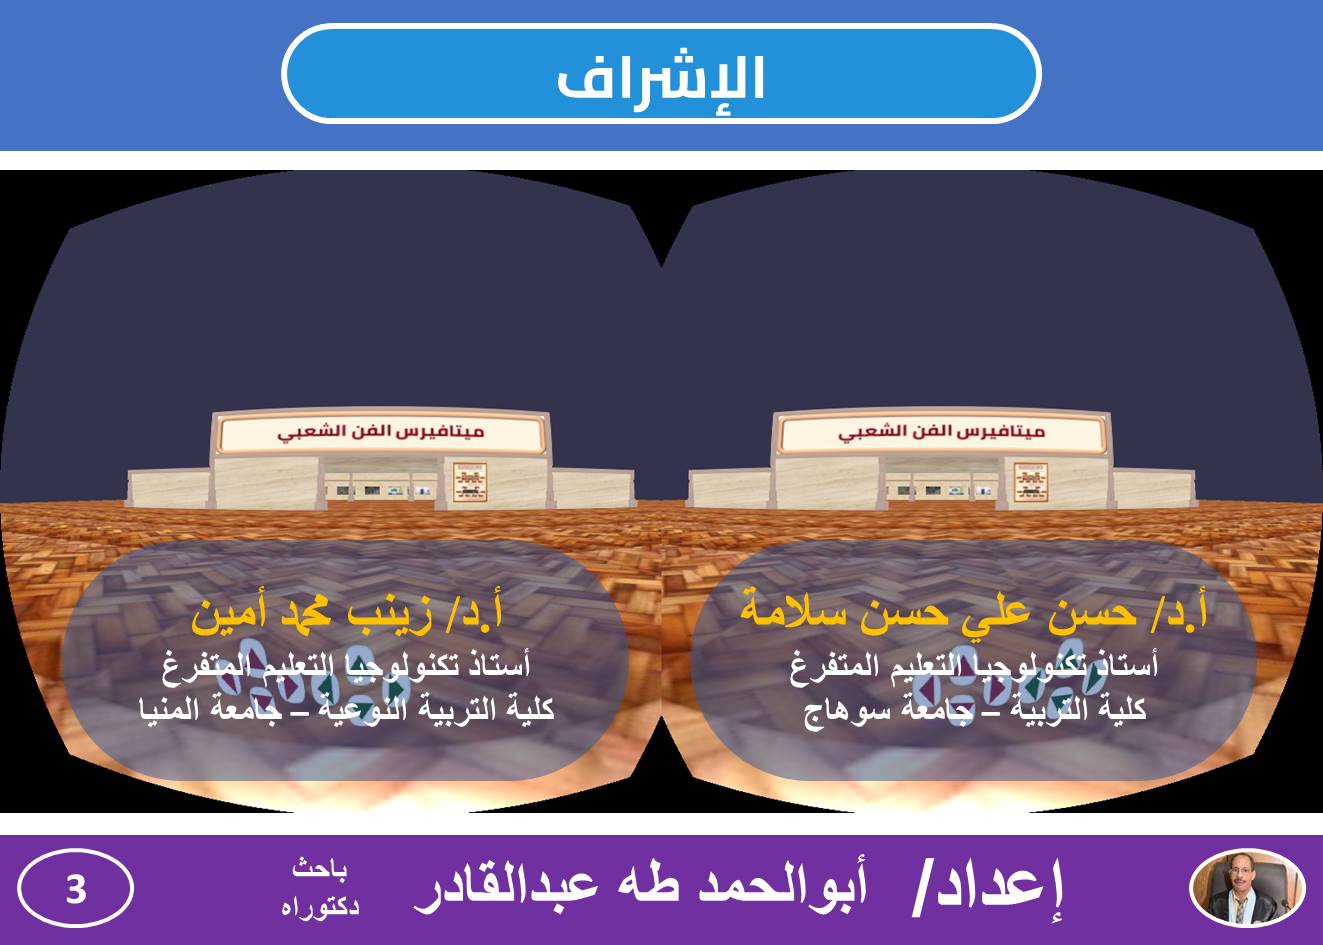 الإشراف
ميتافيرس الفن الشعبي
ميتافيرس الفن الشعبي
أ.د/ حسن علي حسن سلامة
أستاذ تكنولوجيا التعليم المتفرغ
كلية التربية – جامعة سوهاج
أ.د/ زينب محمد أمين
أستاذ تكنولوجيا التعليم المتفرغ
كلية التربية النوعية – جامعة المنيا
إعداد/ أبوالحمد طه عبدالقادر
باحث
دكتوراه
3